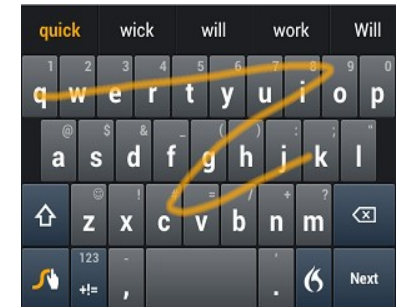 quick wick will work Will
1 2 3 4 5 6 7 8 9 0
q w e r t y u i o p
@ $ & _ ( ) : ; "
a s d f g h j k l
! # = / + ?
z x c v b n m
123 - '
+!= , . Next